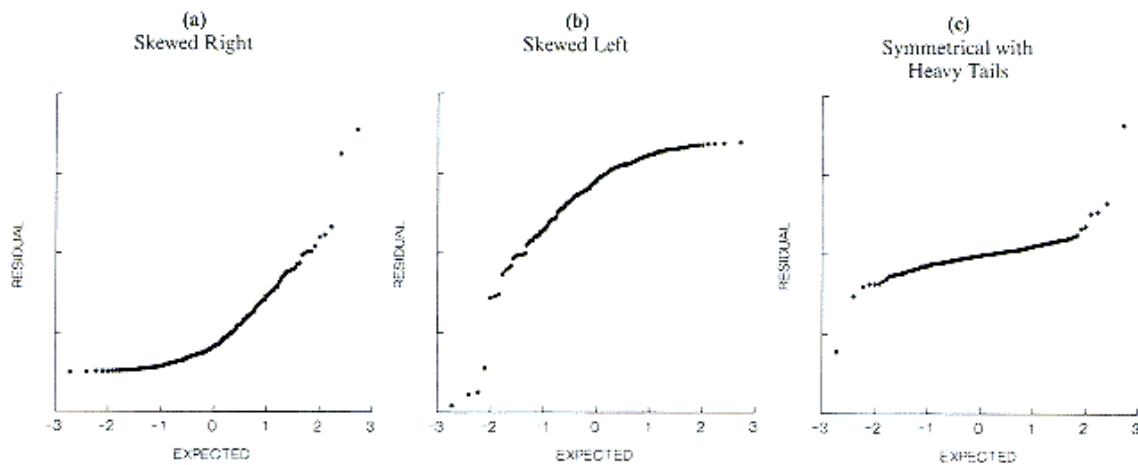 (a)
Skewed Right
(b)
Skewed Left
(c)
Symmetrical with
Heavy Tails
RESIDUAL
-3 -2 -1 0 1 2 3
EXPECTED
RESIDUAL
-3 -2 -1 0 1 2 3
EXPECTED
RESIDUAL
-3 -2 -1 0 1 2 3
EXPECTED